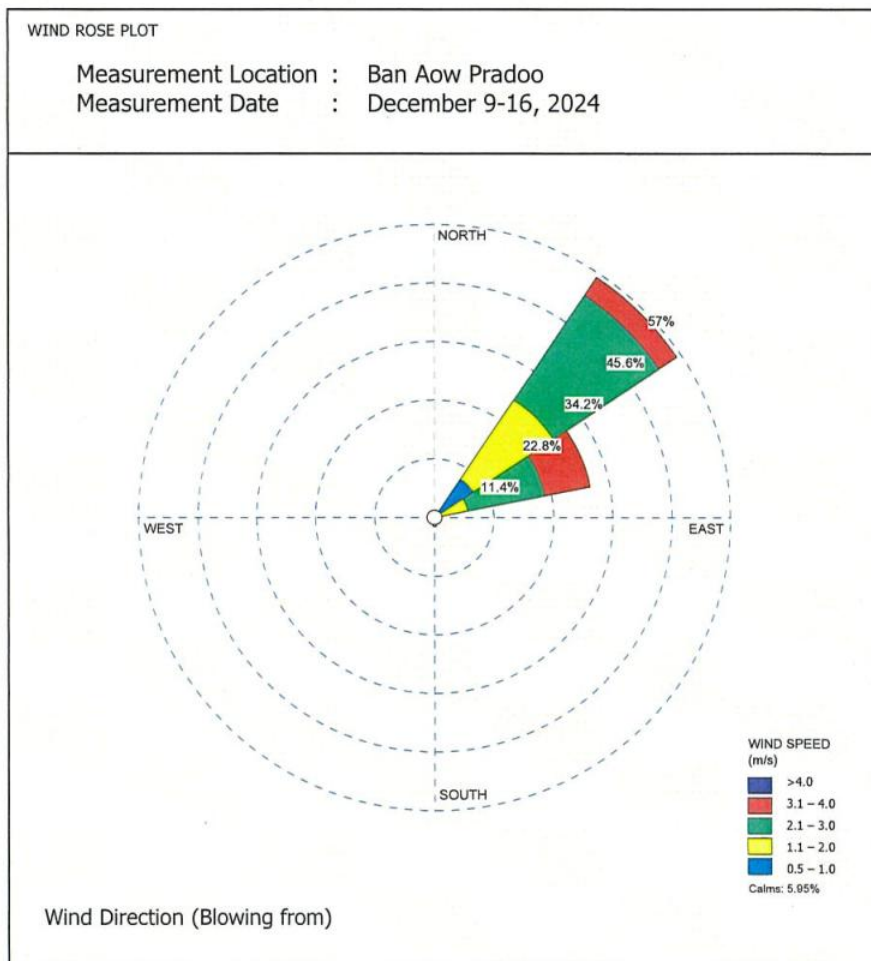 WIND ROSE PLOT
Measurement Location : Ban Aow Pradoo
Measurement Date : December 9-16, 2024
NORTH
57%
45.6%
34.2%
22.8%
11.4%
WEST
EAST
SOUTH
WIND SPEED
(m/s)
>4.0
3.1 – 4.0
2.1 – 3.0
1.1 – 2.0
0.5 – 1.0
Calms: 5.95%
Wind Direction (Blowing from)